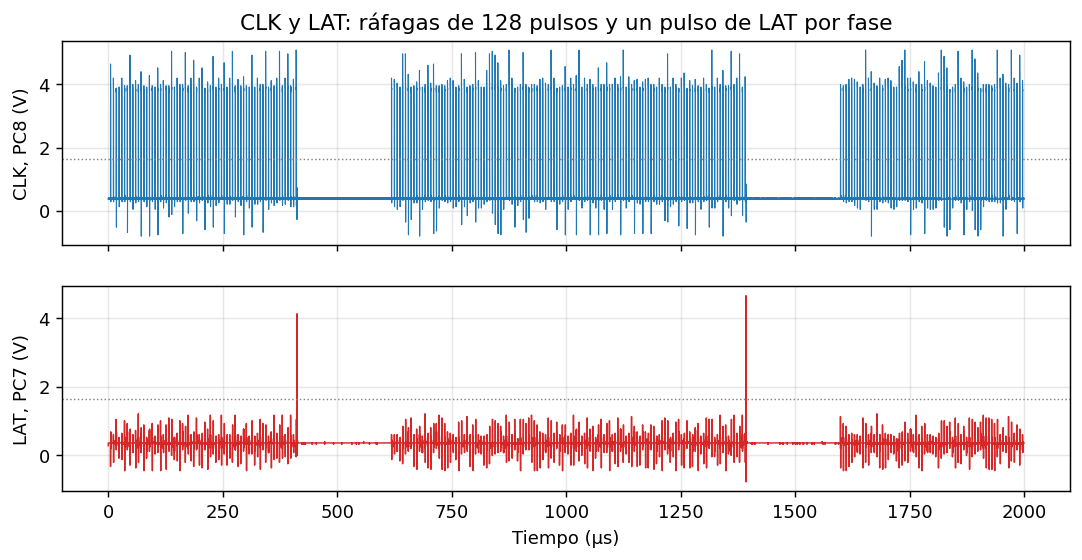 CLK y LAT: ráfagas de 128 pulsos y un pulso de LAT por fase
CLK, PC8 (V)
4
2
0
LAT, PC7 (V)
4
2
0
0 250 500 750 1000 1250 1500 1750 2000
Tiempo (µs)